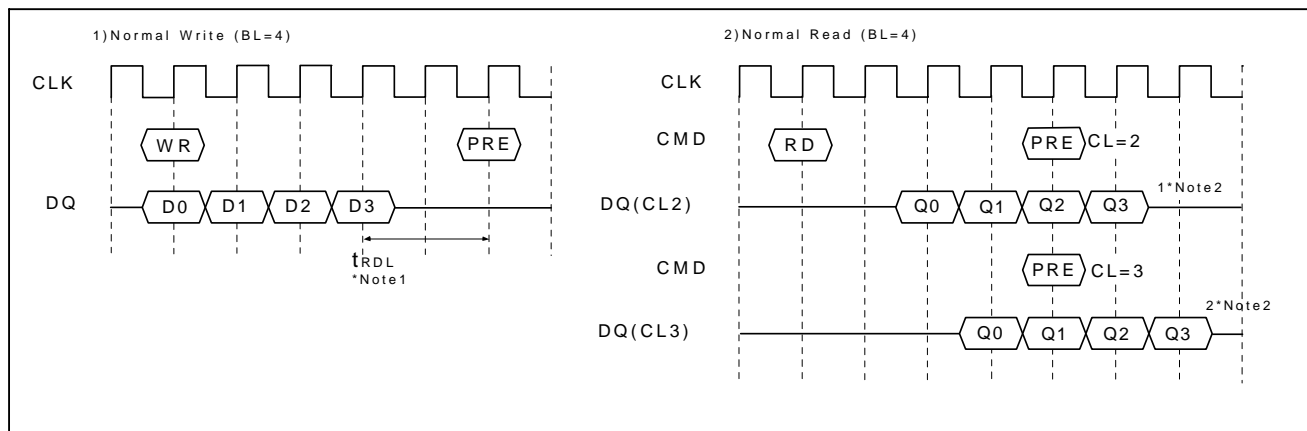 1)Normal Write (BL=4)
CLK
WR
PRE
DQ
D0 D1 D2 D3
tRDL
*Note1
2)Normal Read (BL=4)
CLK
CMD
RD
PRE CL=2
DQ(CL2)
Q0 Q1 Q2 Q3
1*Note2
CMD
PRE CL=3
DQ(CL3)
Q0 Q1 Q2 Q3
2*Note2